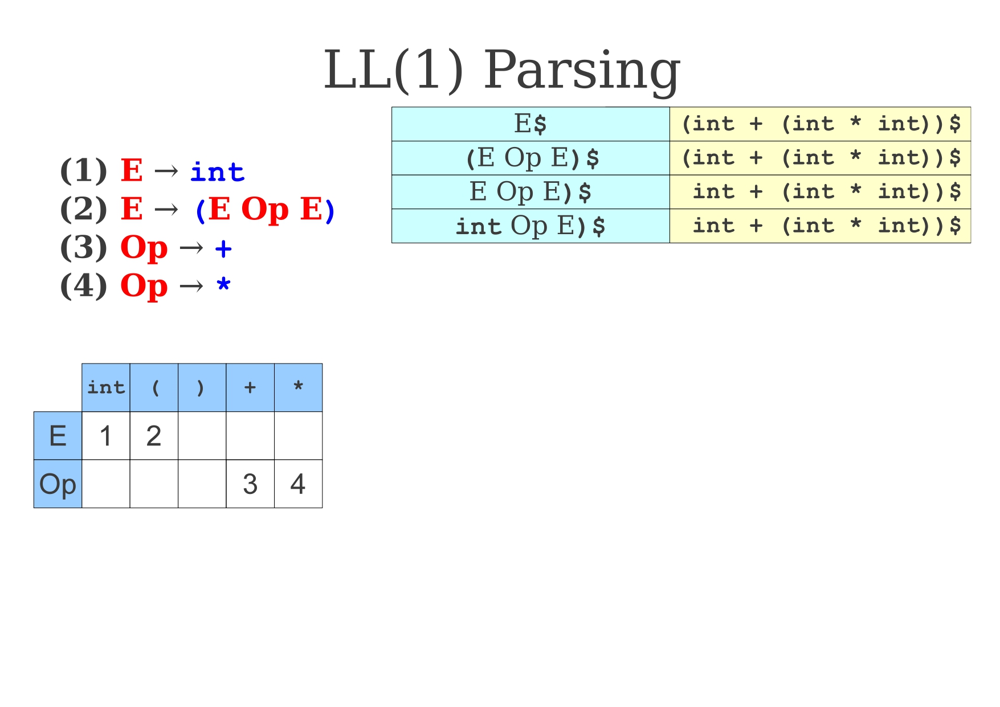 LL(1) Parsing
(1) E → int
(2) E → (E Op E)
(3) Op → +
(4) Op → *
E$ (int + (int * int))$
(E Op E)$ (int + (int * int))$
E Op E)$ int + (int * int))$
int Op E)$ int + (int * int))$
int ( ) + *
E 1 2
Op 3 4